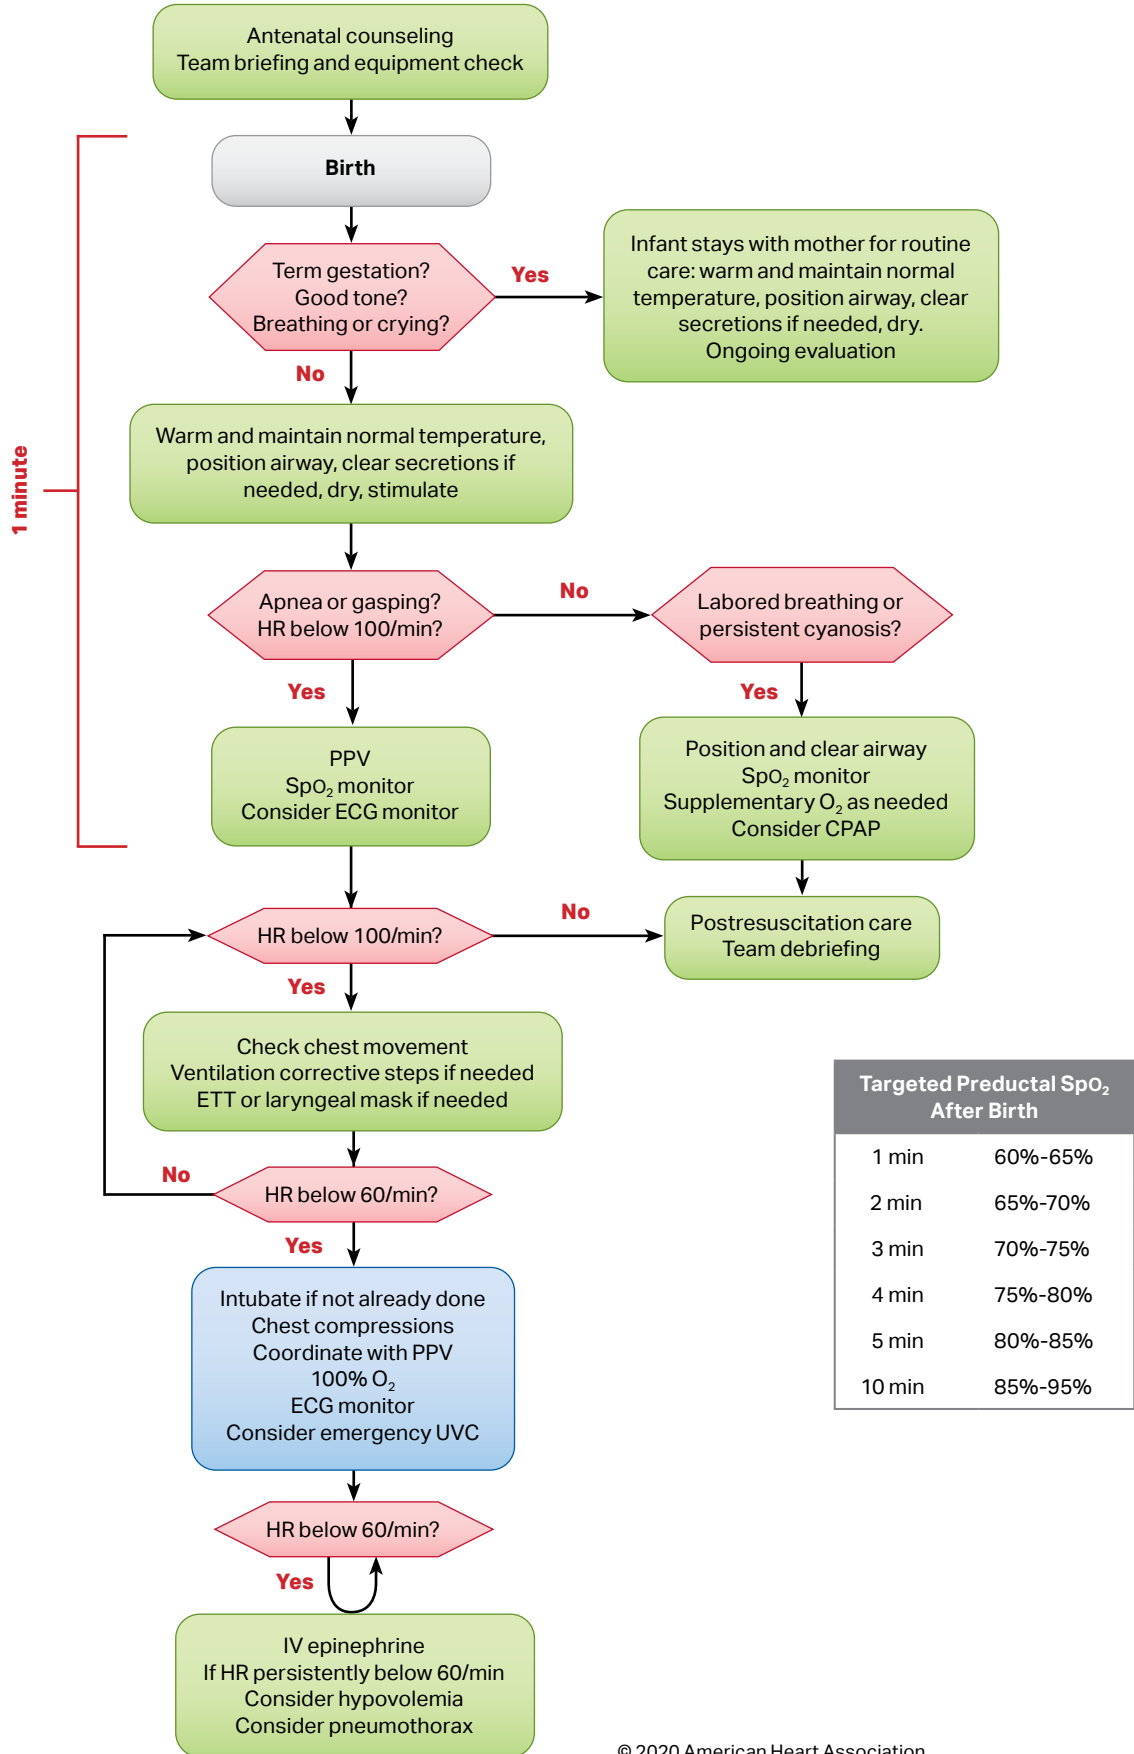 Antenatal counseling
Team briefing and equipment check
Birth
Term gestation?
Good tone?
Breathing or crying?
Yes
Infant stays with mother for routine
care: warm and maintain normal
temperature, position airway, clear
secretions if needed, dry.
Ongoing evaluation
No
Warm and maintain normal temperature,
position airway, clear secretions if
needed, dry, stimulate
1 minute
Apnea or gasping?
HR below 100/min?
No
Labored breathing or
persistent cyanosis?
Yes
Yes
PPV
SpO₂ monitor
Consider ECG monitor
Position and clear airway
SpO₂ monitor
Supplementary O₂ as needed
Consider CPAP
HR below 100/min?
No
Postresuscitation care
Team debriefing
Yes
Check chest movement
Ventilation corrective steps if needed
ETT or laryngeal mask if needed
No
HR below 60/min?
Yes
Intubate if not already done
Chest compressions
Coordinate with PPV
100% O₂
ECG monitor
Consider emergency UVC
HR below 60/min?
Yes
IV epinephrine
If HR persistently below 60/min
Consider hypovolemia
Consider pneumothorax
Targeted Preductal SpO₂
After Birth
1 min 60%-65%
2 min 65%-70%
3 min 70%-75%
4 min 75%-80%
5 min 80%-85%
10 min 85%-95%
© 2020 American Heart Association